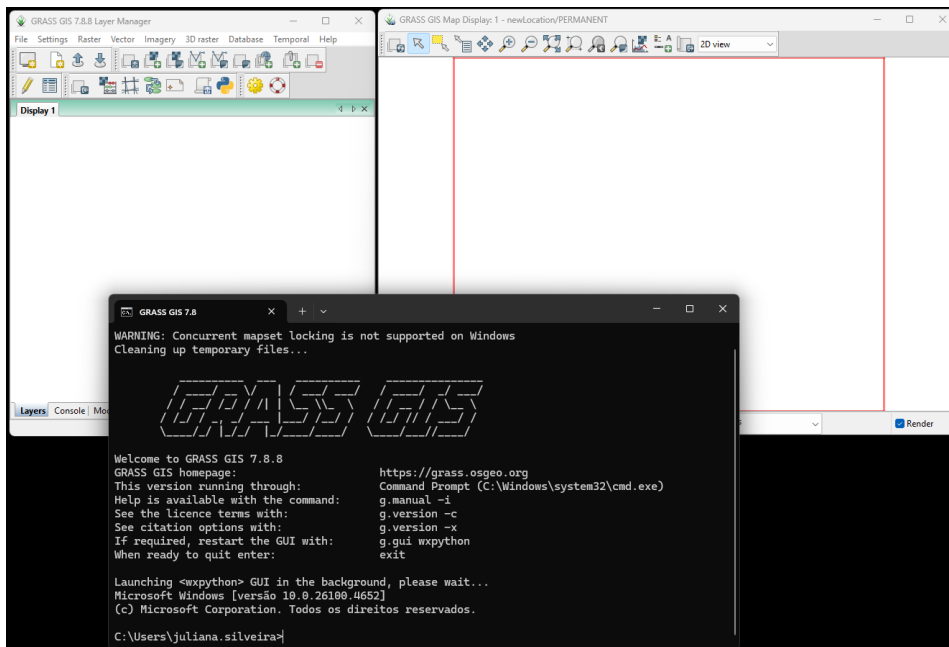 GRASS GIS 7.8.8 Layer Manager
File Settings Raster Vector Imagery 3D raster Database Temporal Help
Display 1
Layers Console
GRASS GIS Map Display: 1 - newLocation/PERMANENT
2D view
Render
GRASS GIS 7.8
WARNING: Concurrent mapset locking is not supported on Windows
Cleaning up temporary files...
GRASS GIS
Welcome to GRASS GIS 7.8.8
GRASS GIS homepage: https://grass.osgeo.org
This version running through: Command Prompt (C:\Windows\system32\cmd.exe)
Help is available with the command: g.manual -i
See the licence terms with: g.version -c
See citation options with: g.version -x
If required, restart the GUI with: g.gui wxpython
When ready to quit enter: exit
Launching <wxpython> GUI in the background, please wait...
Microsoft Windows [versão 10.0.26100.4652]
(c) Microsoft Corporation. Todos os direitos reservados.
C:\Users\juliana.silveira>